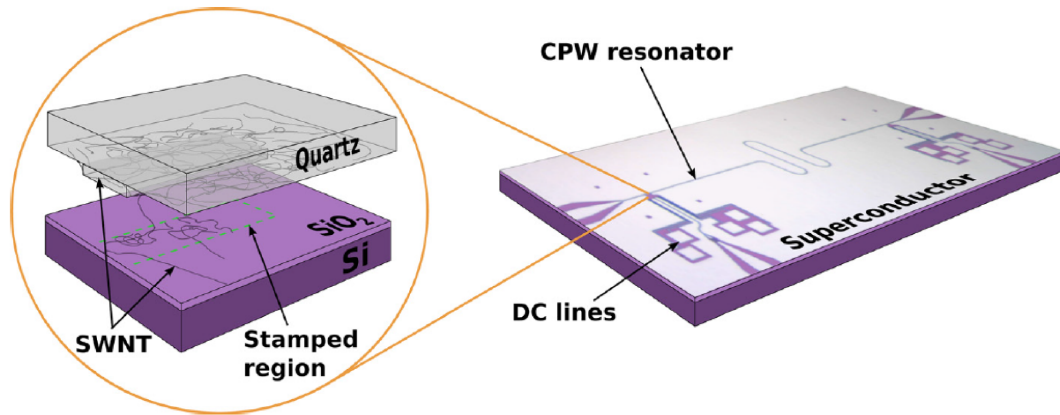 Quartz
SiO₂
Si
SWNT
Stamped
region
CPW resonator
Superconductor
DC lines